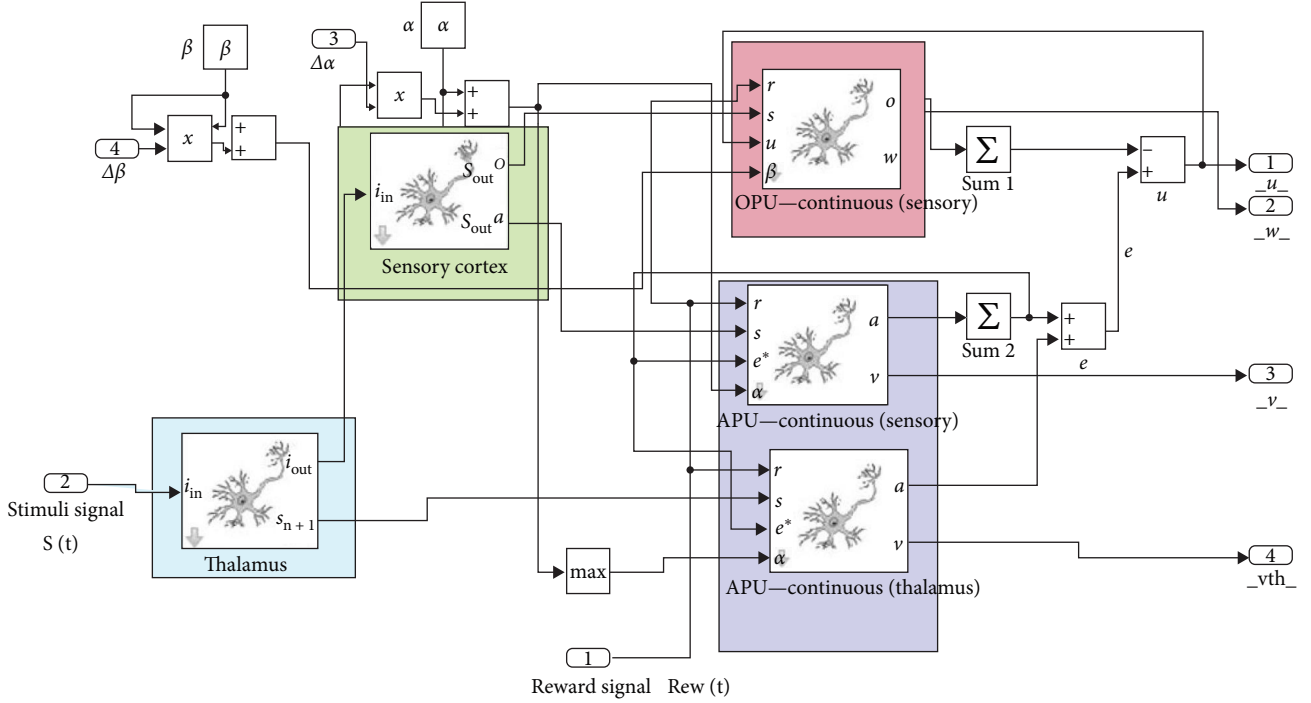 β
β
4
Δβ
x
+
+
3
Δα
α
α
x
+
+
i_in
S_out o
S_out a
Sensory cortex
2
Stimuli signal
S (t)
i_in
i_out
s_n + 1
Thalamus
max
1
Reward signal Rew (t)
r
s
u
β
o
w
OPU—continuous (sensory)
r
s
e*
α
a
v
APU—continuous (sensory)
r
s
e*
α
a
v
APU—continuous (thalamus)
Σ
Sum 1
Σ
Sum 2
+
+
e
e
−
+
u
1
_u_
2
_w_
3
_v_
4
_vth_